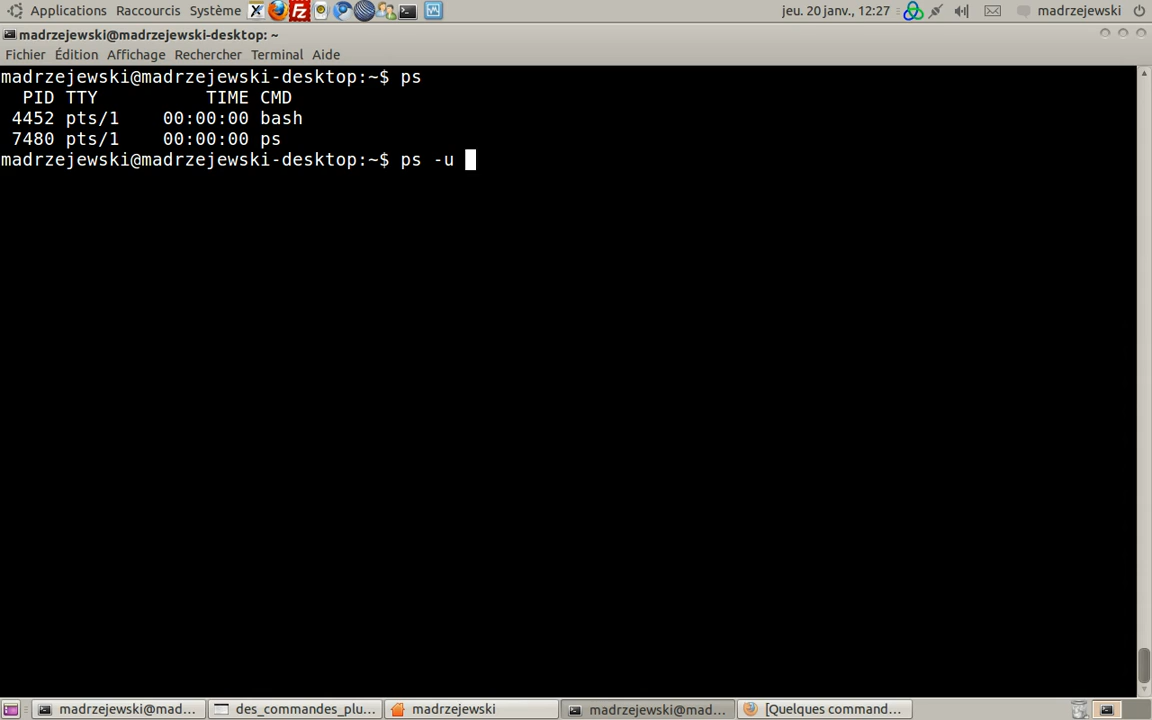 Applications Raccourcis Système jeu. 20 janv., 12:27 madrzejewski
madrzejewski@madrzejewski-desktop: ~
Fichier Édition Affichage Rechercher Terminal Aide
madrzejewski@madrzejewski-desktop:~$ ps
PID TTY TIME CMD
4452 pts/1 00:00:00 bash
7480 pts/1 00:00:00 ps
madrzejewski@madrzejewski-desktop:~$ ps -u
madrzejewski@mad... des_commandes_plu... madrzejewski madrzejewski@mad... [Quelques command...